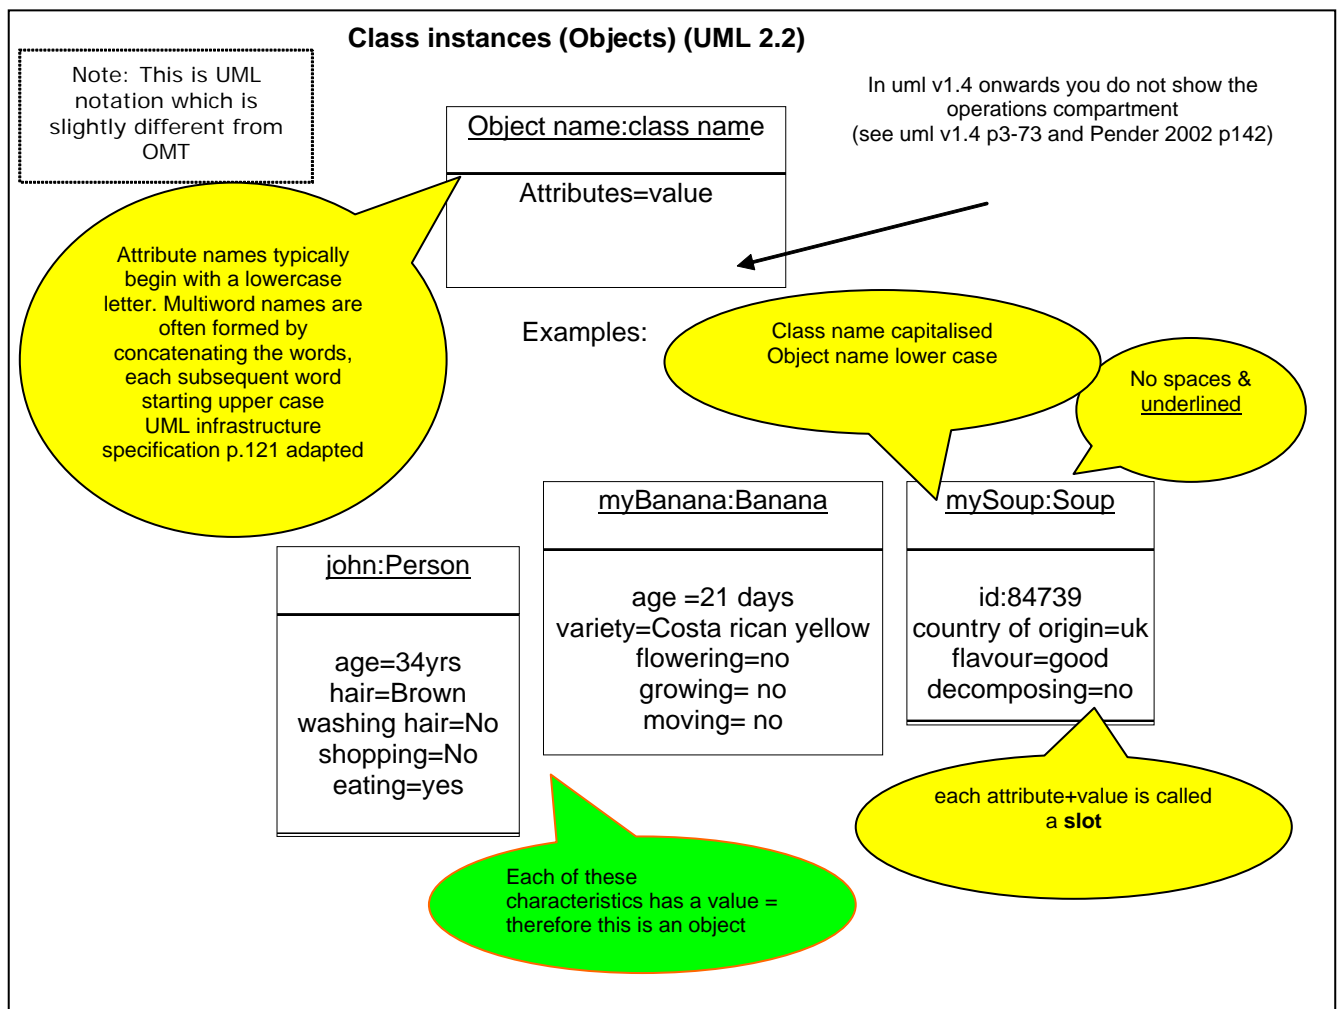 Class instances (Objects) (UML 2.2)
Note: This is UML
notation which is
slightly different from
OMT
In uml v1.4 onwards you do not show the
operations compartment
(see uml v1.4 p3-73 and Pender 2002 p142)
Object name:class name
Attributes=value
Attribute names typically
begin with a lowercase
letter. Multiword names are
often formed by
concatenating the words,
each subsequent word
starting upper case
UML infrastructure
specification p.121 adapted
Examples:
Class name capitalised
Object name lower case
No spaces &
underlined
john:Person
age=34yrs
hair=Brown
washing hair=No
shopping=No
eating=yes
myBanana:Banana
age =21 days
variety=Costa rican yellow
flowering=no
growing= no
moving= no
mySoup:Soup
id:84739
country of origin=uk
flavour=good
decomposing=no
each attribute+value is called
a slot
Each of these
characteristics has a value =
therefore this is an object